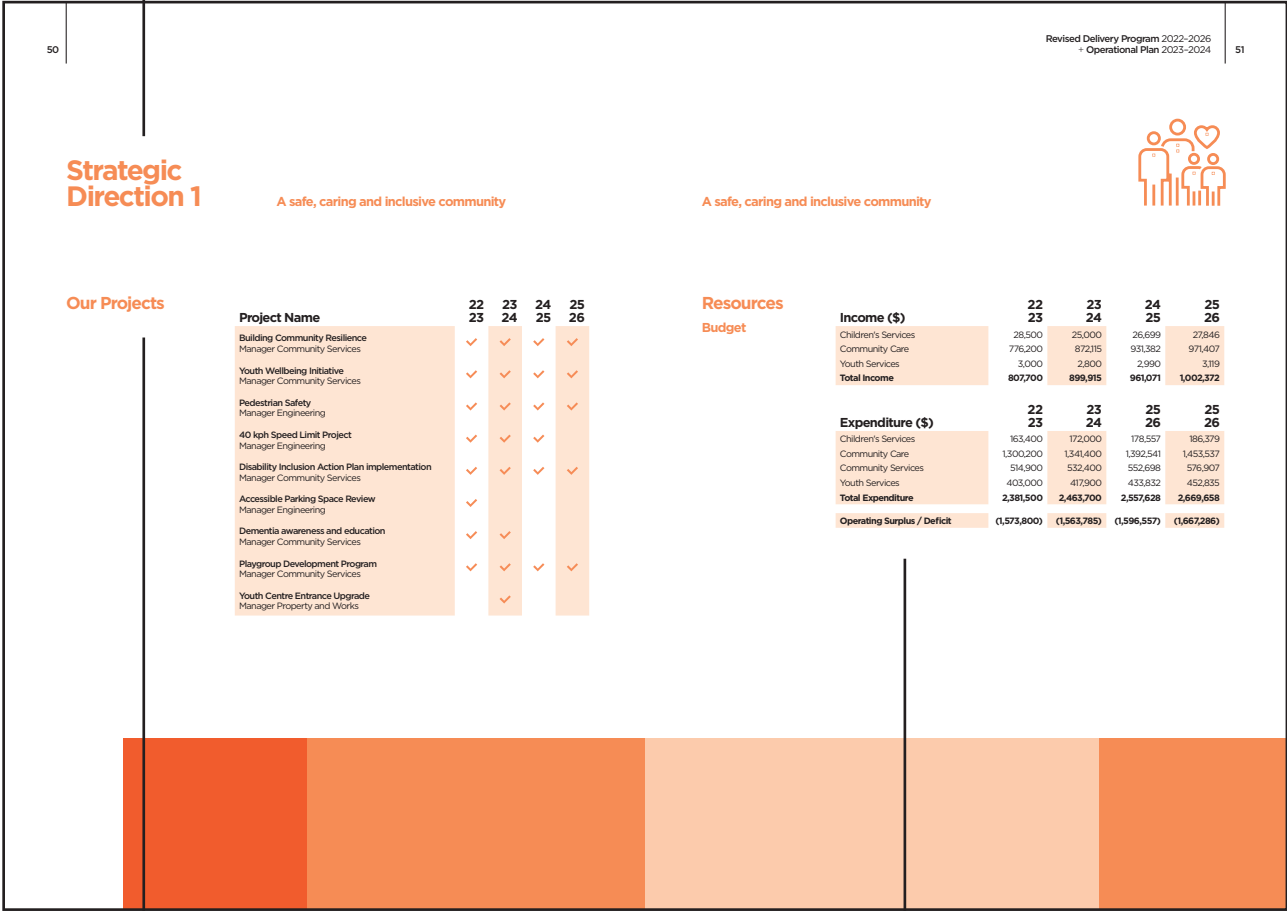 50
Revised Delivery Program 2022–2026
+ Operational Plan 2023–2024
51
Strategic
Direction 1
A safe, caring and inclusive community
A safe, caring and inclusive community
Our Projects
Project Name 22 23 23 24 24 25 25 26
Building Community Resilience
Manager Community Services
Youth Wellbeing Initiative
Manager Community Services
Pedestrian Safety
Manager Engineering
40 kph Speed Limit Project
Manager Engineering
Disability Inclusion Action Plan implementation
Manager Community Services
Accessible Parking Space Review
Manager Engineering
Dementia awareness and education
Manager Community Services
Playgroup Development Program
Manager Community Services
Youth Centre Entrance Upgrade
Manager Property and Works
Resources
Budget
22 23 24 25
Income ($) 23 24 25 26
Children's Services 28,500 25,000 26,699 27,846
Community Care 776,200 872,115 931,382 971,407
Youth Services 3,000 2,800 2,990 3,119
Total Income 807,700 899,915 961,071 1,002,372
22 23 25 25
Expenditure ($) 23 24 26 26
Children's Services 163,400 172,000 178,557 186,379
Community Care 1,300,200 1,341,400 1,392,541 1,453,537
Community Services 514,900 532,400 552,698 576,907
Youth Services 403,000 417,900 433,832 452,835
Total Expenditure 2,381,500 2,463,700 2,557,628 2,669,658
Operating Surplus / Deficit (1,573,800) (1,563,785) (1,596,557) (1,667,286)